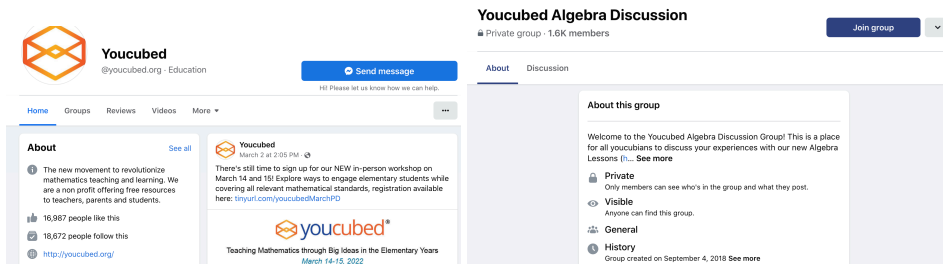 Youcubed
@youcubed.org · Education
Send message
Hi! Please let us know how we can help.
Home Groups Reviews Videos More
About See all
The new movement to revolutionize
mathematics teaching and learning. We
are a non profit offering free resources
to teachers, parents and students.
16,987 people like this
18,672 people follow this
http://youcubed.org/
Youcubed
March 2 at 2:05 PM ·
There's still time to sign up for our NEW in-person workshop on
March 14 and 15! Explore ways to engage elementary students while
covering all relevant mathematical standards, registration available
here: tinyurl.com/youcubedMarchPD
youcubed®
Teaching Mathematics through Big Ideas in the Elementary Years
March 14-15, 2022
Youcubed Algebra Discussion
Private group · 1.6K members
Join group
About Discussion
About this group
Welcome to the Youcubed Algebra Discussion Group! This is a place
for all youcubians to discuss your experiences with our new Algebra
Lessons (h... See more
Private
Only members can see who's in the group and what they post.
Visible
Anyone can find this group.
General
History
Group created on September 4, 2018 See more